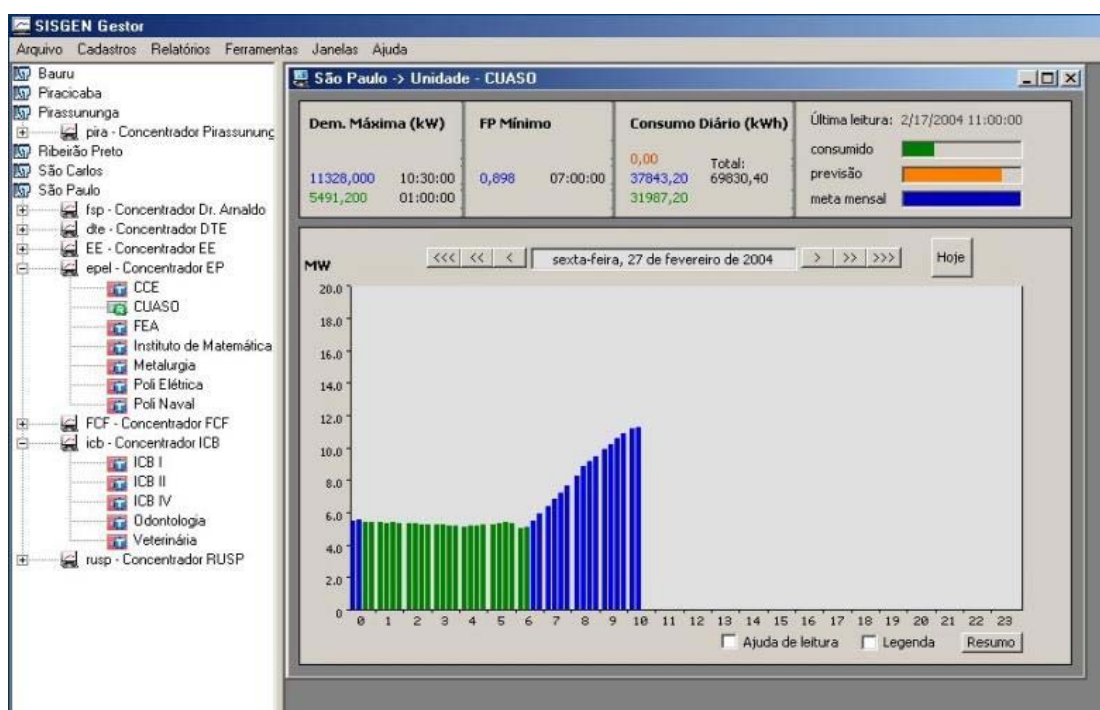 SISGEN Gestor
Arquivo Cadastros Relatórios Ferramentas Janelas Ajuda
Bauru
Piracicaba
Pirassununga
pira - Concentrador Pirassunung
Ribeirão Preto
São Carlos
São Paulo
fsp - Concentrador Dr. Arnaldo
dte - Concentrador DTE
EE - Concentrador EE
epel - Concentrador EP
CCE
CUASO
FEA
Instituto de Matemática
Metalurgia
Poli Elétrica
Poli Naval
FCF - Concentrador FCF
icb - Concentrador ICB
ICB I
ICB II
ICB IV
Odontologia
Veterinária
rusp - Concentrador RUSP
São Paulo -> Unidade - CUASO
Dem. Máxima (kW)
11328,000 10:30:00
5491,200 01:00:00
FP Mínimo
0,898 07:00:00
Consumo Diário (kWh)
0,00 Total:
37843,20 69830,40
31987,20
Última leitura: 2/17/2004 11:00:00
consumido
previsão
meta mensal
<<< << < sexta-feira, 27 de fevereiro de 2004 > >> >>> Hoje
MW
20.0
18.0
16.0
14.0
12.0
10.0
8.0
6.0
4.0
2.0
0
0 1 2 3 4 5 6 7 8 9 10 11 12 13 14 15 16 17 18 19 20 21 22 23
Ajuda de leitura Legenda Resumo